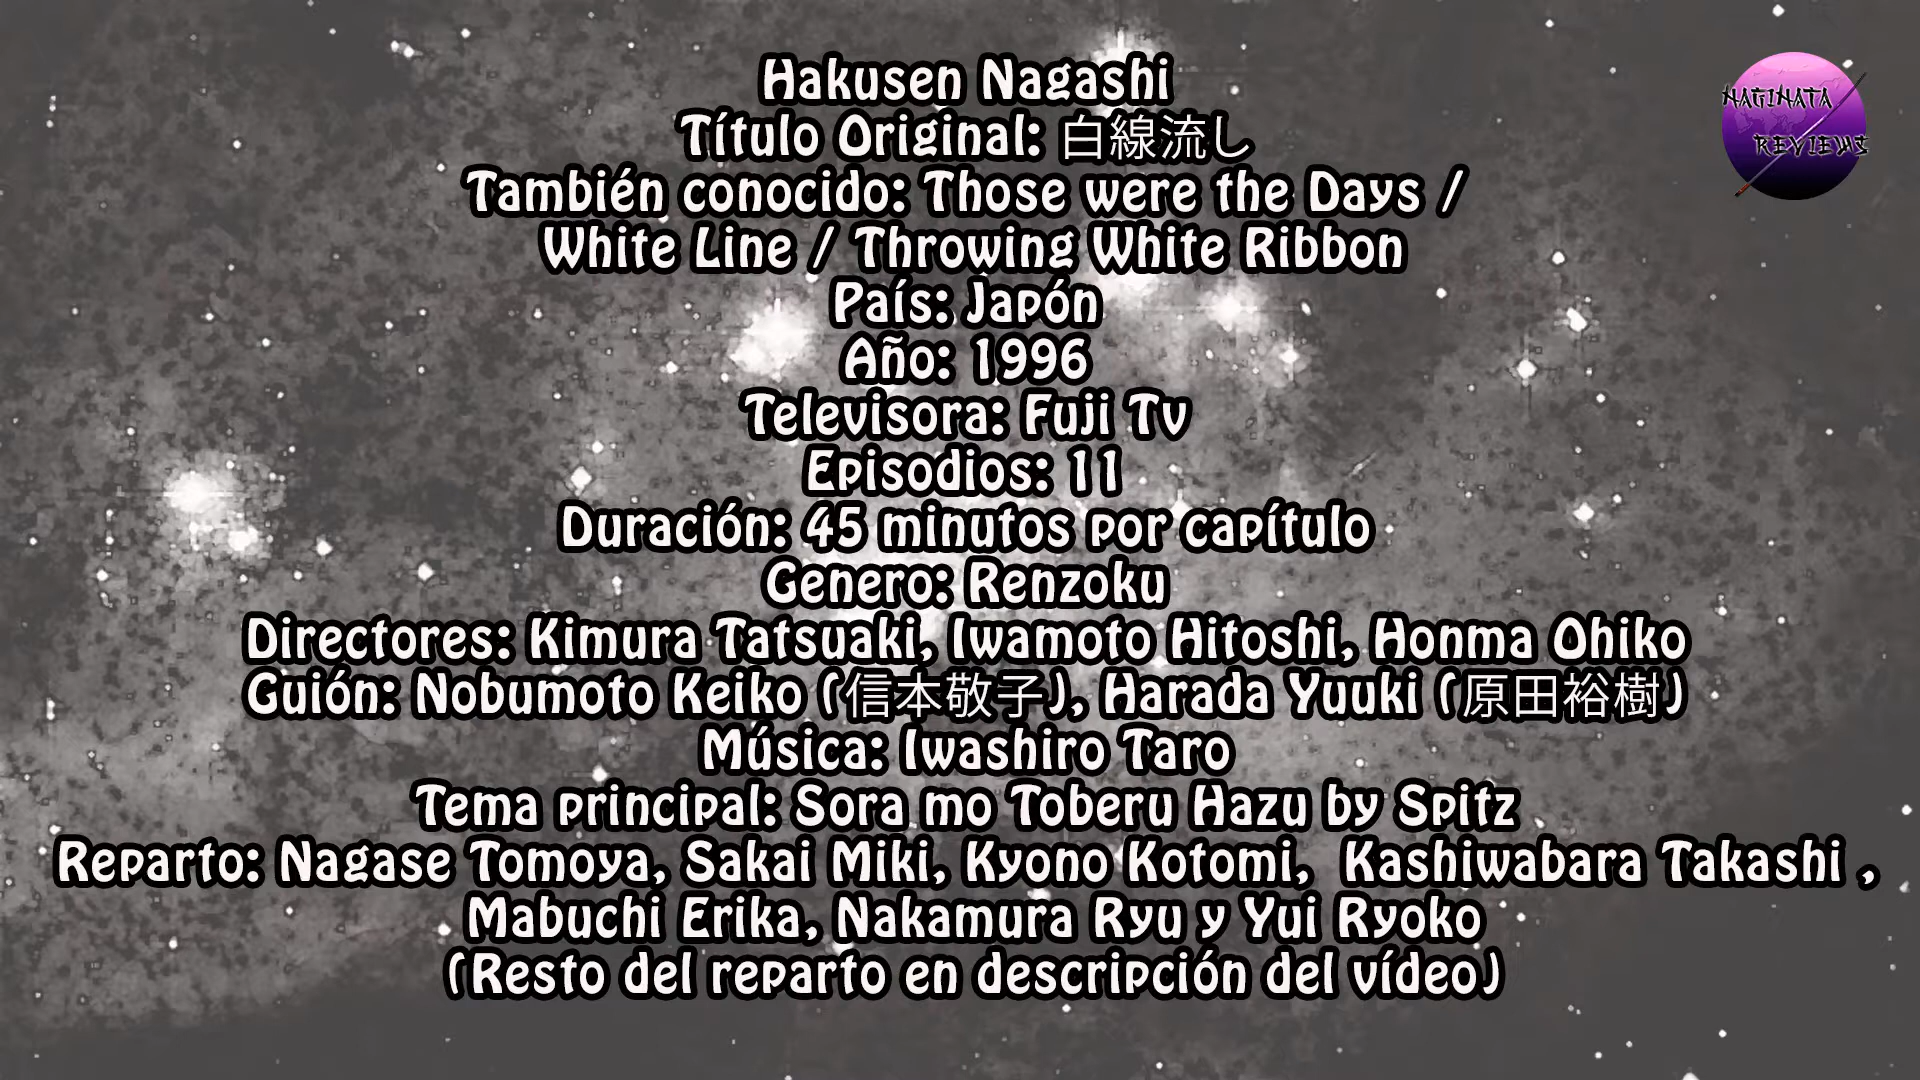 Hakusen Nagashi
Título Original: 白線流し
También conocido: Those were the Days /
White Line / Throwing White Ribbon
País: Japón
Año: 1996
Televisora: Fuji Tv
Episodios: 11
Duración: 45 minutos por capítulo
Genero: Renzoku
Directores: Kimura Tatsuaki, Iwamoto Hitoshi, Honma Ohiko
Guión: Nobumoto Keiko (信本敬子), Harada Yuuki (原田裕樹)
Música: Iwashiro Taro
Tema principal: Sora mo Toberu Hazu by Spitz
Reparto: Nagase Tomoya, Sakai Miki, Kyono Kotomi,  Kashiwabara Takashi ,
Mabuchi Erika, Nakamura Ryu y Yui Ryoko
(Resto del reparto en descripción del vídeo)
NAGINATA
REVIEWS